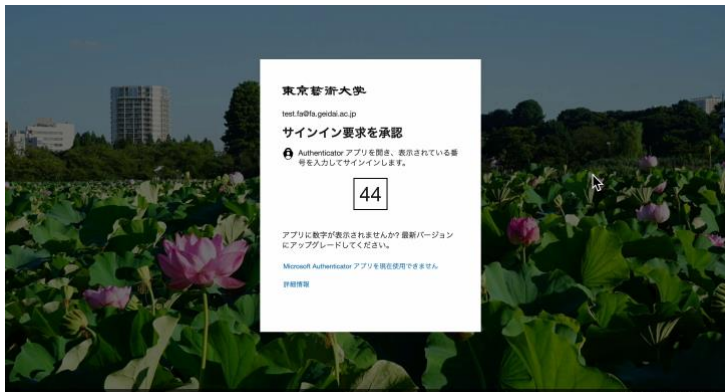 東京藝術大学
test.fa@fa.geidai.ac.jp
サインイン要求を承認
Authenticator アプリを開き、表示されている番
号を入力してサインインします。
44
アプリに数字が表示されませんか? 最新バージョン
にアップグレードしてください。
Microsoft Authenticator アプリを現在使用できません
詳細情報